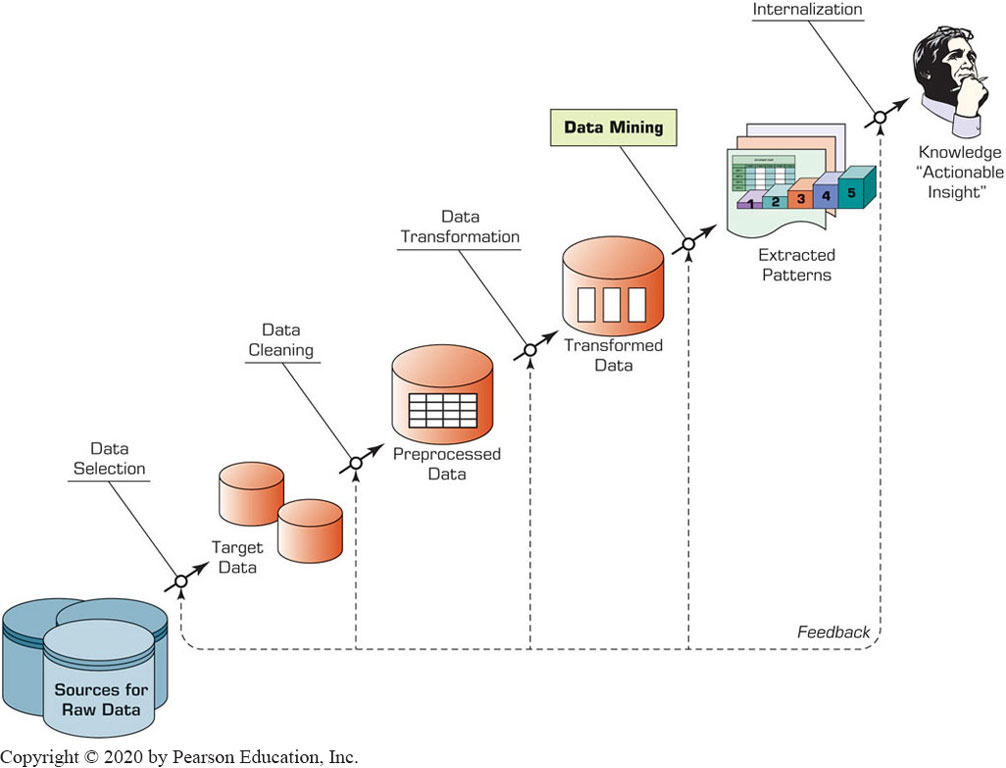 Internalization
Knowledge
“Actionable
Insight”
Data Mining
1 2 3 4 5
Extracted
Patterns
Data
Transformation
Transformed
Data
Data
Cleaning
Preprocessed
Data
Data
Selection
Target
Data
Feedback
Sources for
Raw Data
Copyright © 2020 by Pearson Education, Inc.